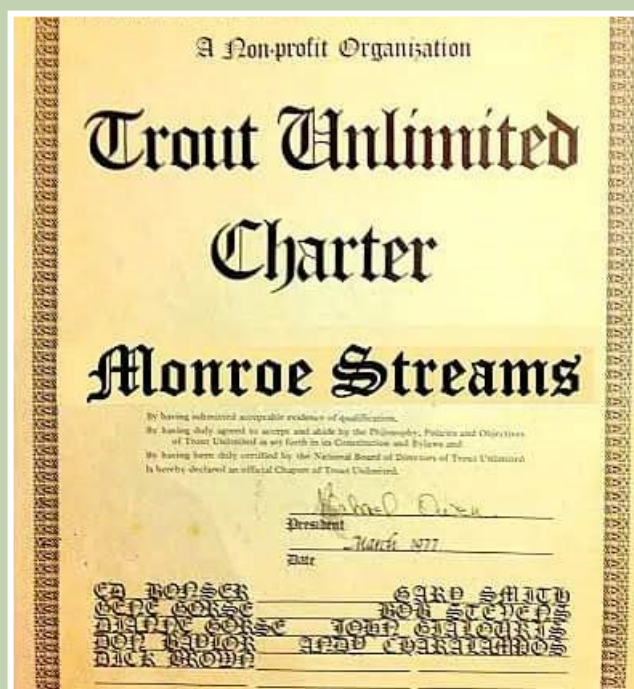 A Non-profit Organization
Trout Unlimited
Charter
Monroe Streams
By having submitted acceptable evidence of qualification,
By having duly agreed to accept and abide by the Philosophy, Policies and Objectives
of Trout Unlimited as set forth in its Constitution and Bylaws and
By having been duly certified by the National Board of Directors of Trout Unlimited
Is hereby declared an official Chapter of Trout Unlimited.
Michael Owen
President
March 1977
Date
ED BONSER GARY SMITH
GENE GORSE BOB STEVENS
DIANNE GORSE JOHN GIALOURIS
DON BAYLOR ANDY CHARALAMPOS
DICK BROWN